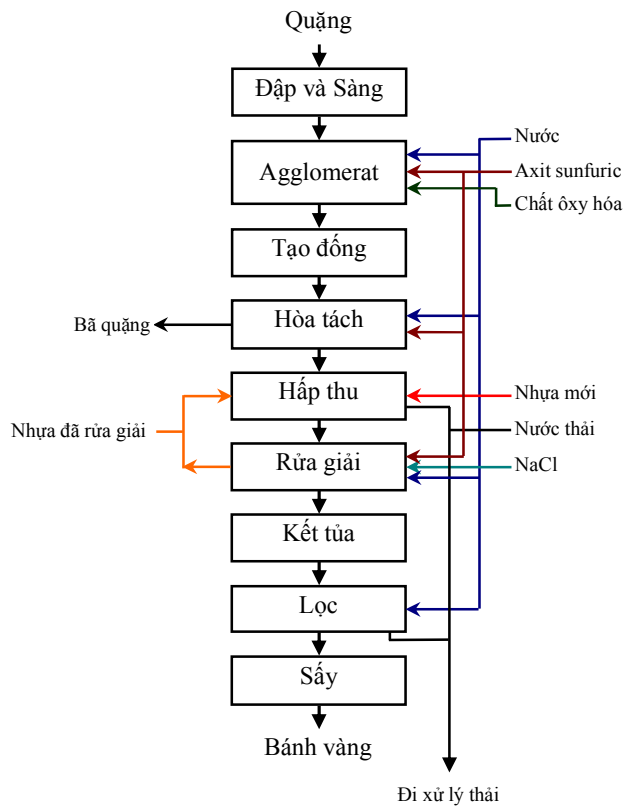 Quặng
Đập và Sàng
Nước
Agglomerat
Axit sunfuric
Chất ôxy hóa
Tạo đống
Bã quặng
Hòa tách
Hấp thu
Nhựa mới
Nhựa đã rửa giải
Nước thải
Rửa giải
NaCl
Kết tủa
Lọc
Sấy
Bánh vàng
Đi xử lý thải